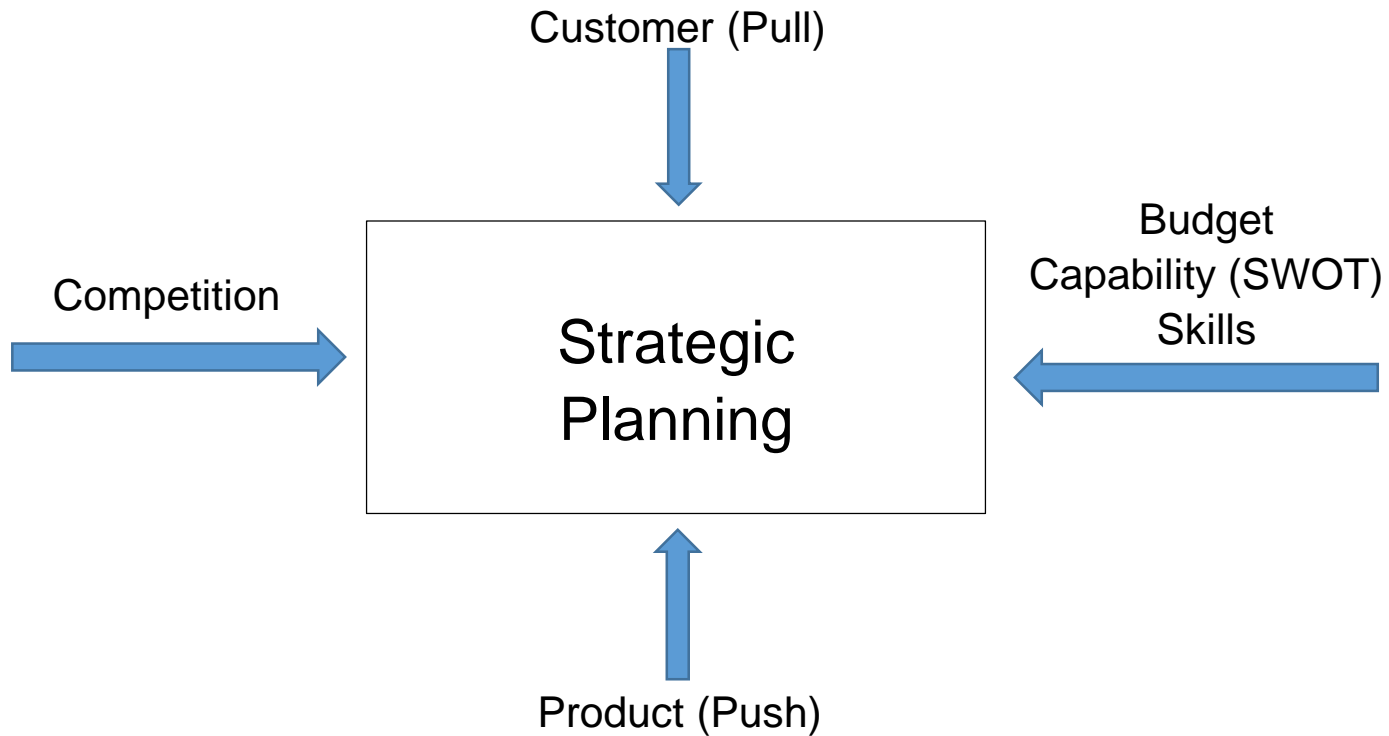 Customer (Pull)
Competition
Strategic
Planning
Budget
Capability (SWOT)
Skills
Product (Push)